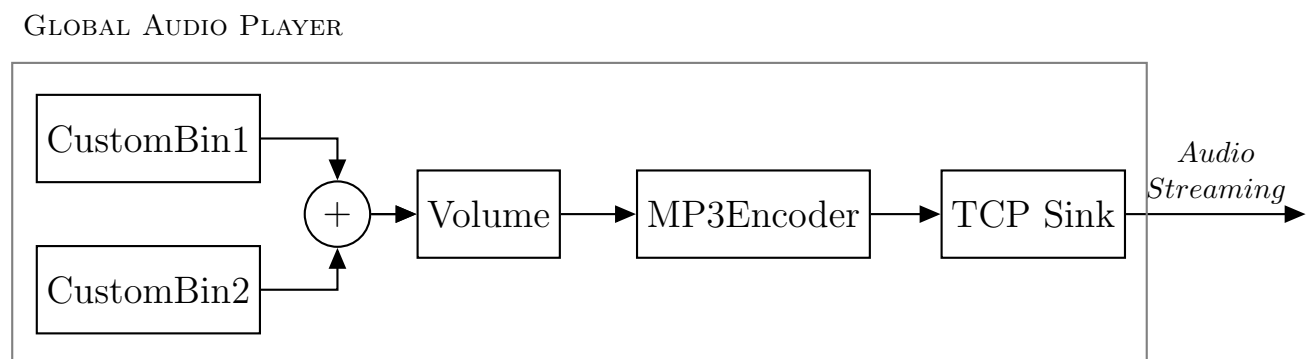 GLOBAL AUDIO PLAYER
CustomBin1
Audio
Streaming
+
Volume
MP3Encoder
TCP Sink
CustomBin2